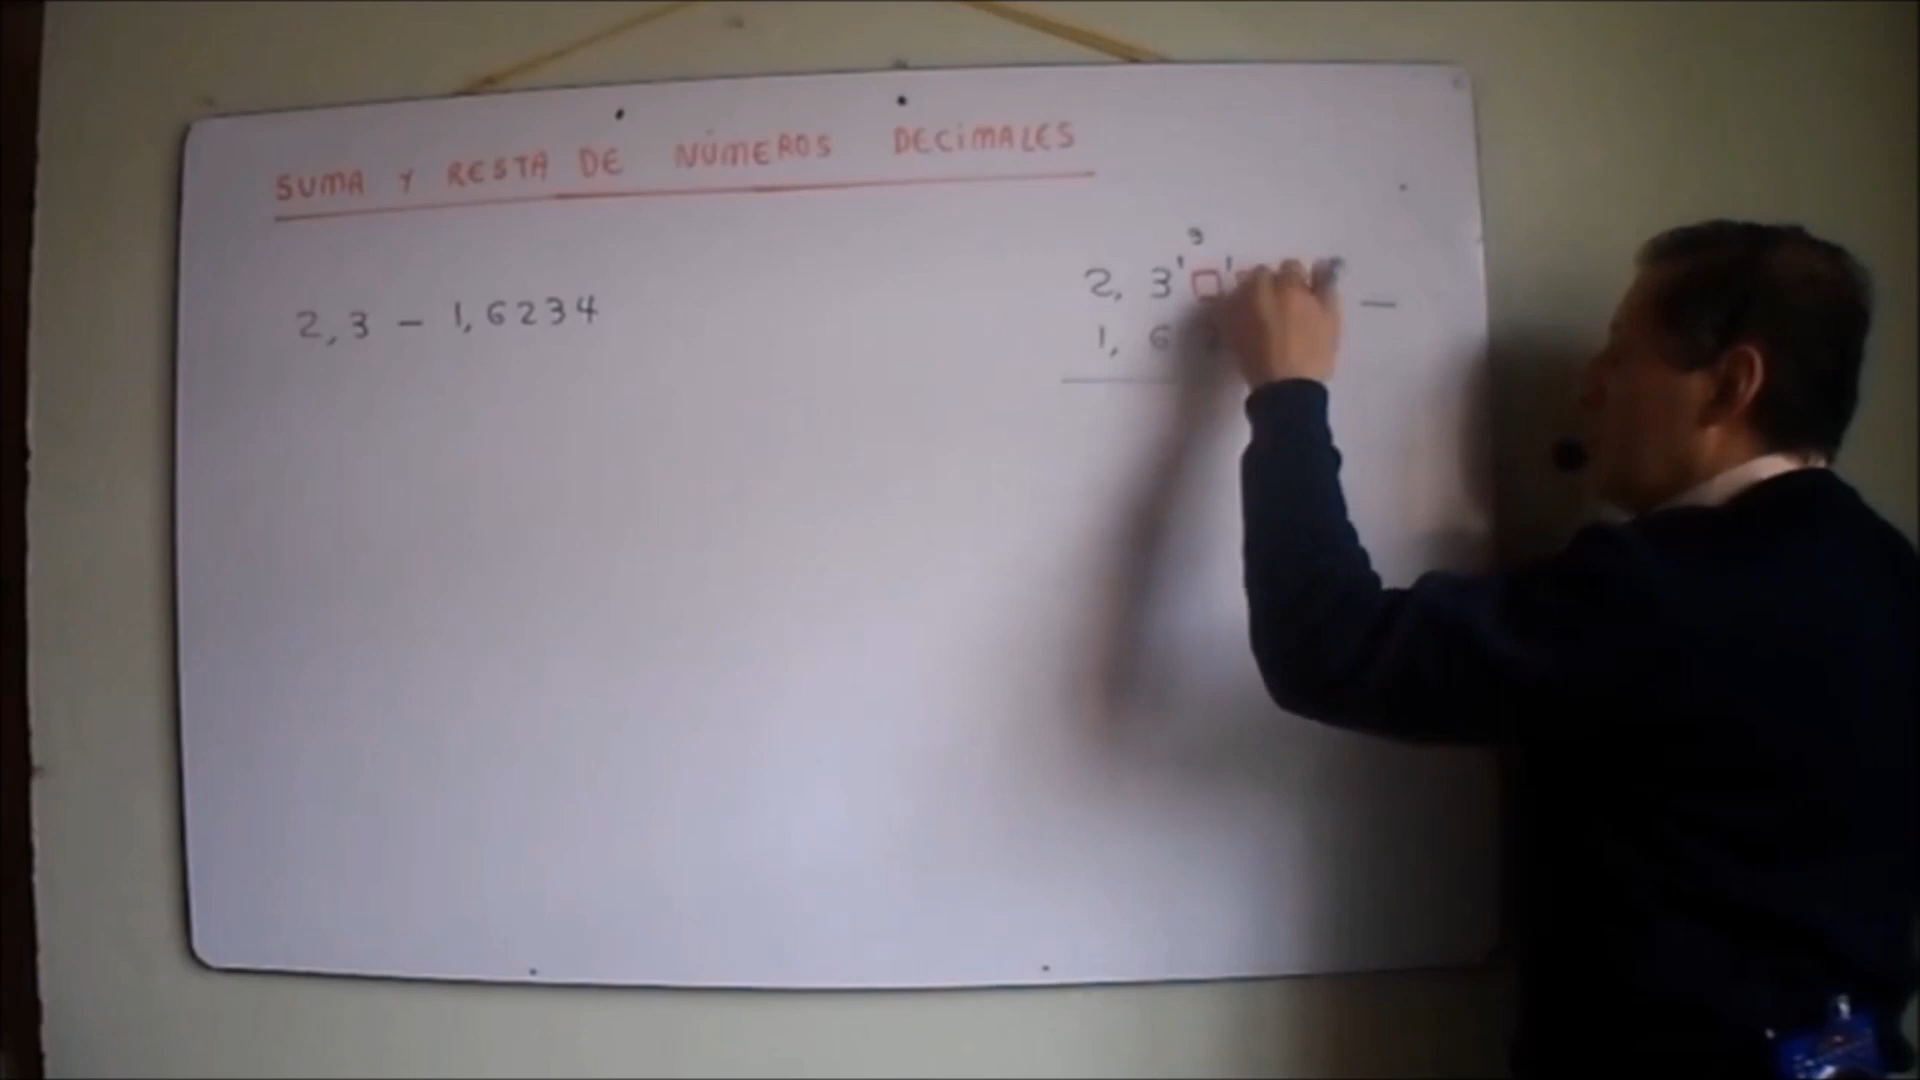 SUMA Y RESTA DE NÚMEROS DECIMALES
2,3 − 1,6234
9
2, 3 ' □ '
−
1, 6